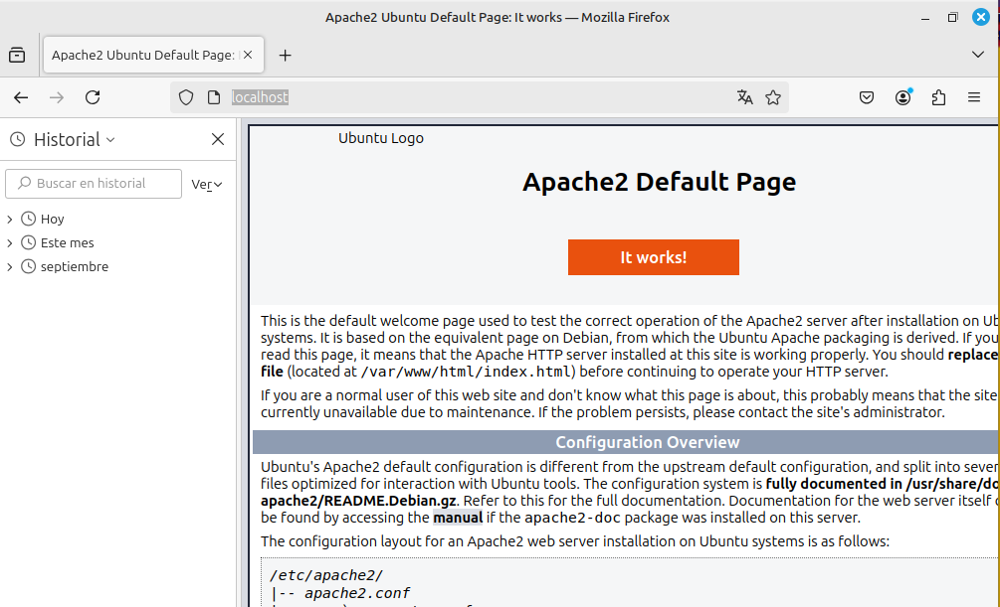 Apache2 Ubuntu Default Page: It works — Mozilla Firefox
Apache2 Ubuntu Default Page:
localhost
Historial
Buscar en historial
Ver
Hoy
Este mes
septiembre
Ubuntu Logo
Apache2 Default Page
It works!
This is the default welcome page used to test the correct operation of the Apache2 server after installation on
systems. It is based on the equivalent page on Debian, from which the Ubuntu Apache packaging is derived. If you
read this page, it means that the Apache HTTP server installed at this site is working properly. You should replace
file (located at /var/www/html/index.html) before continuing to operate your HTTP server.
If you are a normal user of this web site and don't know what this page is about, this probably means that the site
currently unavailable due to maintenance. If the problem persists, please contact the site's administrator.
Configuration Overview
Ubuntu's Apache2 default configuration is different from the upstream default configuration, and split into
files optimized for interaction with Ubuntu tools. The configuration system is fully documented in /usr/share/do
apache2/README.Debian.gz. Refer to this for the full documentation. Documentation for the web server itself
be found by accessing the manual if the apache2-doc package was installed on this server.
The configuration layout for an Apache2 web server installation on Ubuntu systems is as follows:
/etc/apache2/
|-- apache2.conf